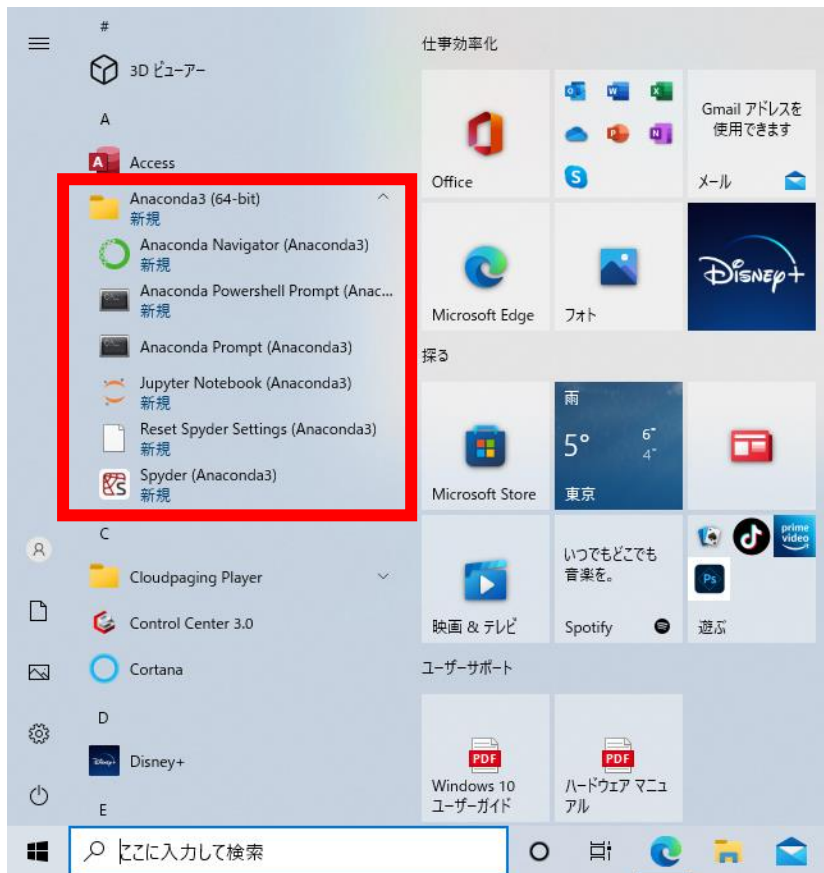 #
3D ビューアー
A
Access
Anaconda3 (64-bit)
新規
Anaconda Navigator (Anaconda3)
新規
Anaconda Powershell Prompt (Anac...
新規
Anaconda Prompt (Anaconda3)
Jupyter Notebook (Anaconda3)
新規
Reset Spyder Settings (Anaconda3)
新規
Spyder (Anaconda3)
新規
C
Cloudpaging Player
Control Center 3.0
Cortana
D
Disney+
E
仕事効率化
Office
Gmail アドレスを
使用できます
メール
Microsoft Edge
フォト
Disney+
探る
Microsoft Store
雨
5°
6°
4°
東京
映画 & テレビ
いつでもどこでも
音楽を。
Spotify
prime
video
Ps
遊ぶ
ユーザーサポート
PDF
Windows 10
ユーザーガイド
PDF
ハードウェア マニュ
アル
ここに入力して検索